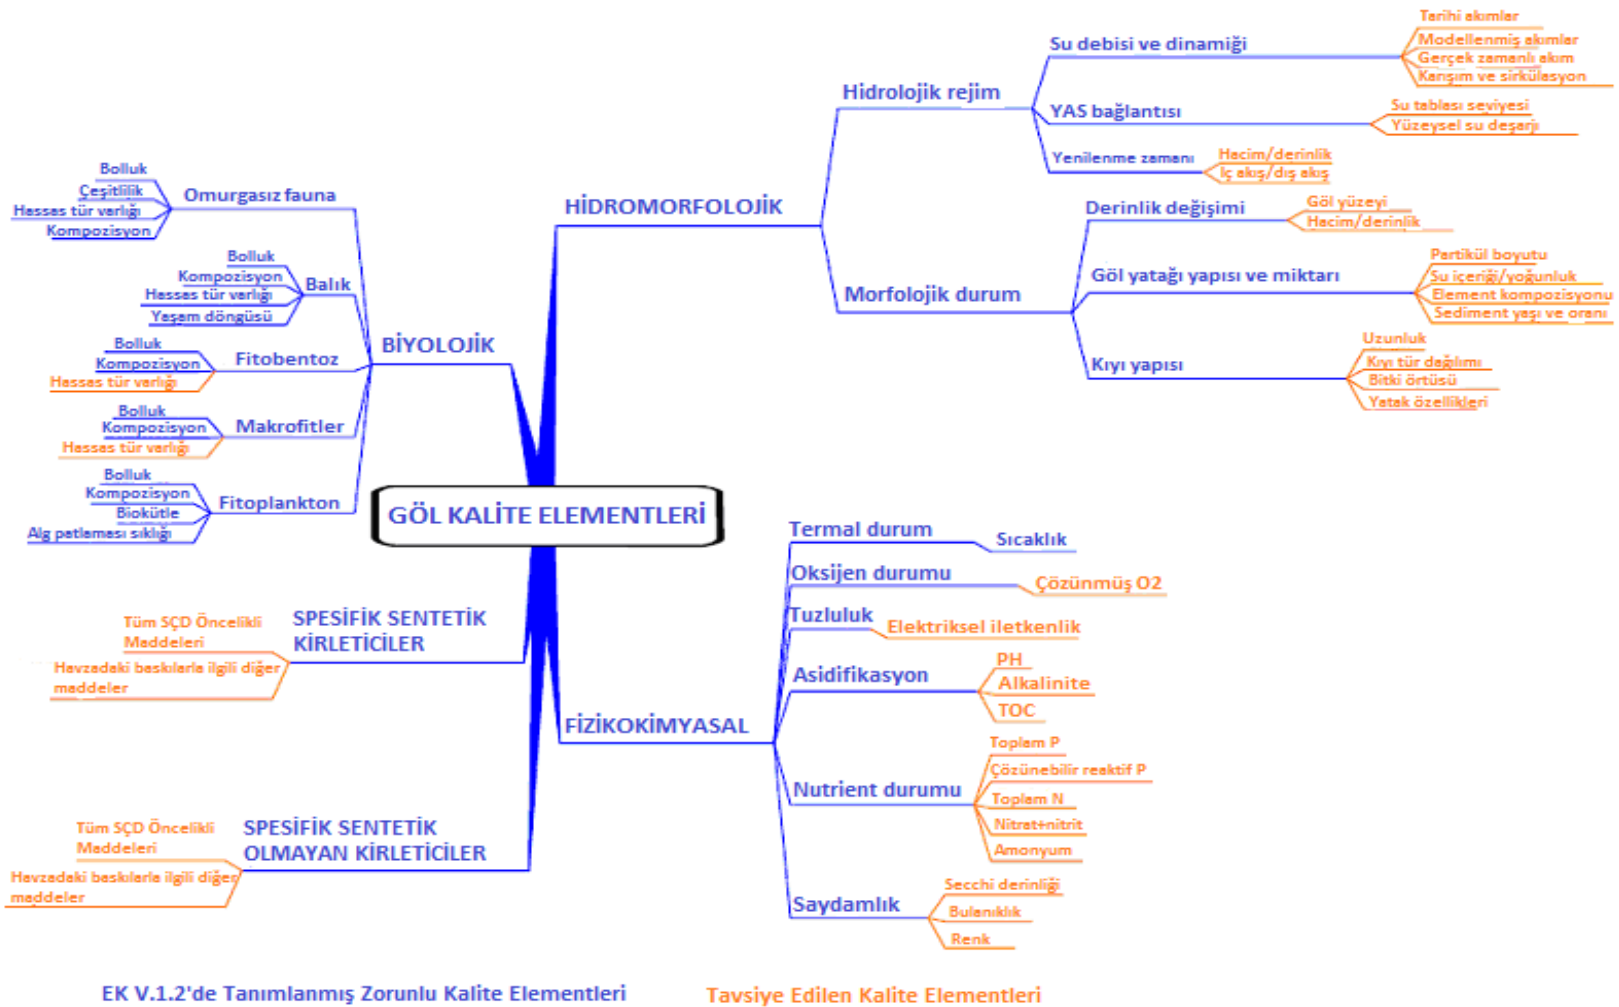 GÖL KALİTE ELEMENTLERİ
HİDROMORFOLOJİK
Hidrolojik rejim
Su debisi ve dinamiği
Tarihi akımlar
Modellenmiş akımlar
Gerçek zamanlı akım
Karışım ve sirkülasyon
YAS bağlantısı
Su tablası seviyesi
Yüzeysel su deşarjı
Yenilenme zamanı
Hacim/derinlik
İç akış/dış akış
Morfolojik durum
Derinlik değişimi
Göl yüzeyi
Hacim/derinlik
Göl yatağı yapısı ve miktarı
Partikül boyutu
Su içeriği/yoğunluk
Element kompozisyonu
Sediment yaşı ve oranı
Kıyı yapısı
Uzunluk
Kıyı tür dağılımı
Bitki örtüsü
Yatak özellikleri
BİYOLOJİK
Omurgasız fauna
Bolluk
Çeşitlilik
Hassas tür varlığı
Kompozisyon
Balık
Bolluk
Kompozisyon
Hassas tür varlığı
Yaşam döngüsü
Fitobentoz
Bolluk
Kompozisyon
Hassas tür varlığı
Makrofitler
Bolluk
Kompozisyon
Hassas tür varlığı
Fitoplankton
Bolluk
Kompozisyon
Biokütle
Alg patlaması sıklığı
SPESİFİK SENTETİK
KİRLETİCİLER
Tüm SÇD Öncelikli
Maddeleri
Havzadaki baskılarla ilgili diğer
maddeler
SPESİFİK SENTETİK
OLMAYAN KİRLETİCİLER
Tüm SÇD Öncelikli
Maddeleri
Havzadaki baskılarla ilgili diğer
maddeler
FİZİKOKİMYASAL
Termal durum
Sıcaklık
Oksijen durumu
Çözünmüş O2
Tuzluluk
Elektriksel iletkenlik
Asidifikasyon
PH
Alkalinite
TOC
Nutrient durumu
Toplam P
Çözünebilir reaktif P
Toplam N
Nitrat+nitrit
Amonyum
Saydamlık
Secchi derinliği
Bulanıklık
Renk
EK V.1.2'de Tanımlanmış Zorunlu Kalite Elementleri
Tavsiye Edilen Kalite Elementleri